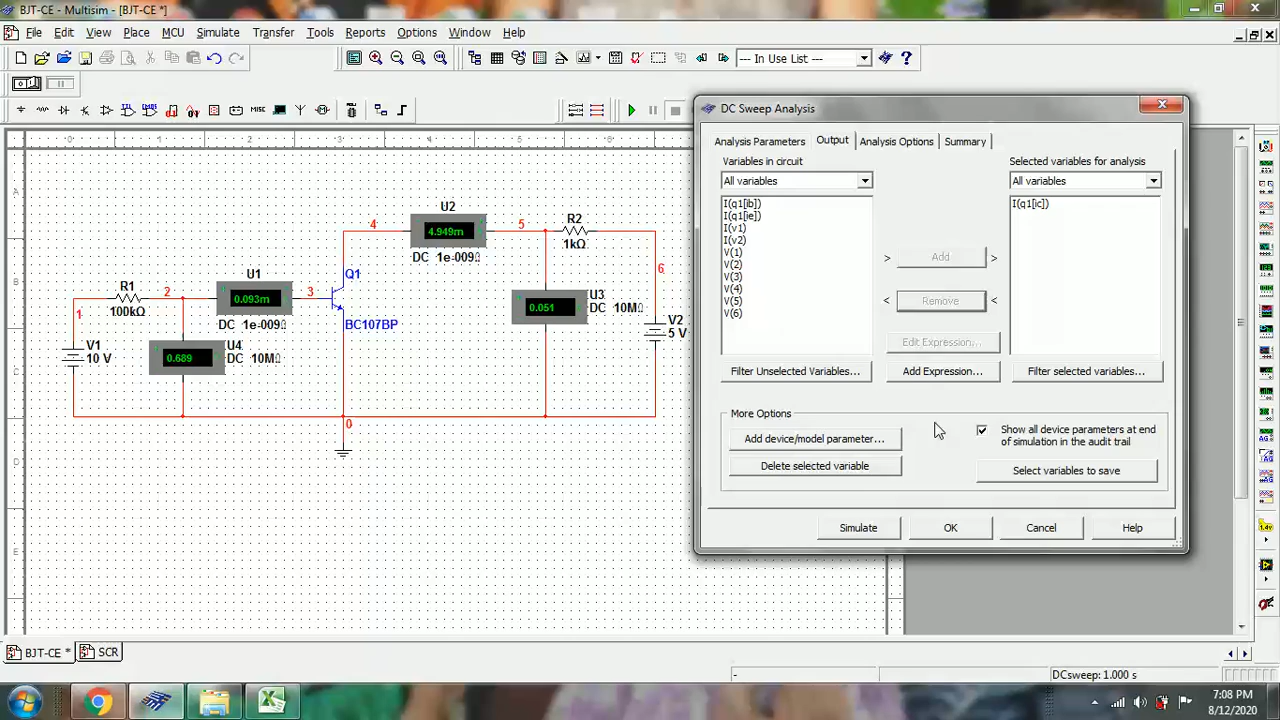 BJT-CE - Multisim - [BJT-CE *]
File Edit View Place MCU Simulate Transfer Tools Reports Options Window Help
--- In Use List ---
DC Sweep Analysis
Analysis Parameters Output Analysis Options Summary
Variables in circuit
All variables
I(q1[ib])
I(q1[ie])
I(v1)
I(v2)
V(1)
V(2)
V(3)
V(4)
V(5)
V(6)
Selected variables for analysis
All variables
I(q1[ic])
> Add >
< Remove <
Edit Expression...
Filter Unselected Variables... Add Expression... Filter selected variables...
More Options
Add device/model parameter...
Delete selected variable
Show all device parameters at end
of simulation in the audit trail
Select variables to save
Simulate OK Cancel Help
0 1 2 3 4 5 6
A
B
C
D
E
U2
4 4.949m 5
DC 1e-009Ω
R2
1kΩ
6
U1
R1
2 0.093m 3
100kΩ
DC 1e-009Ω
1
Q1
BC107BP
U3
0.051
DC 10MΩ
V2
5 V
V1
10 V
U4
0.689
DC 10MΩ
0
BJT-CE * SCR
-
DCsweep: 1.000 s
7:08 PM
8/12/2020